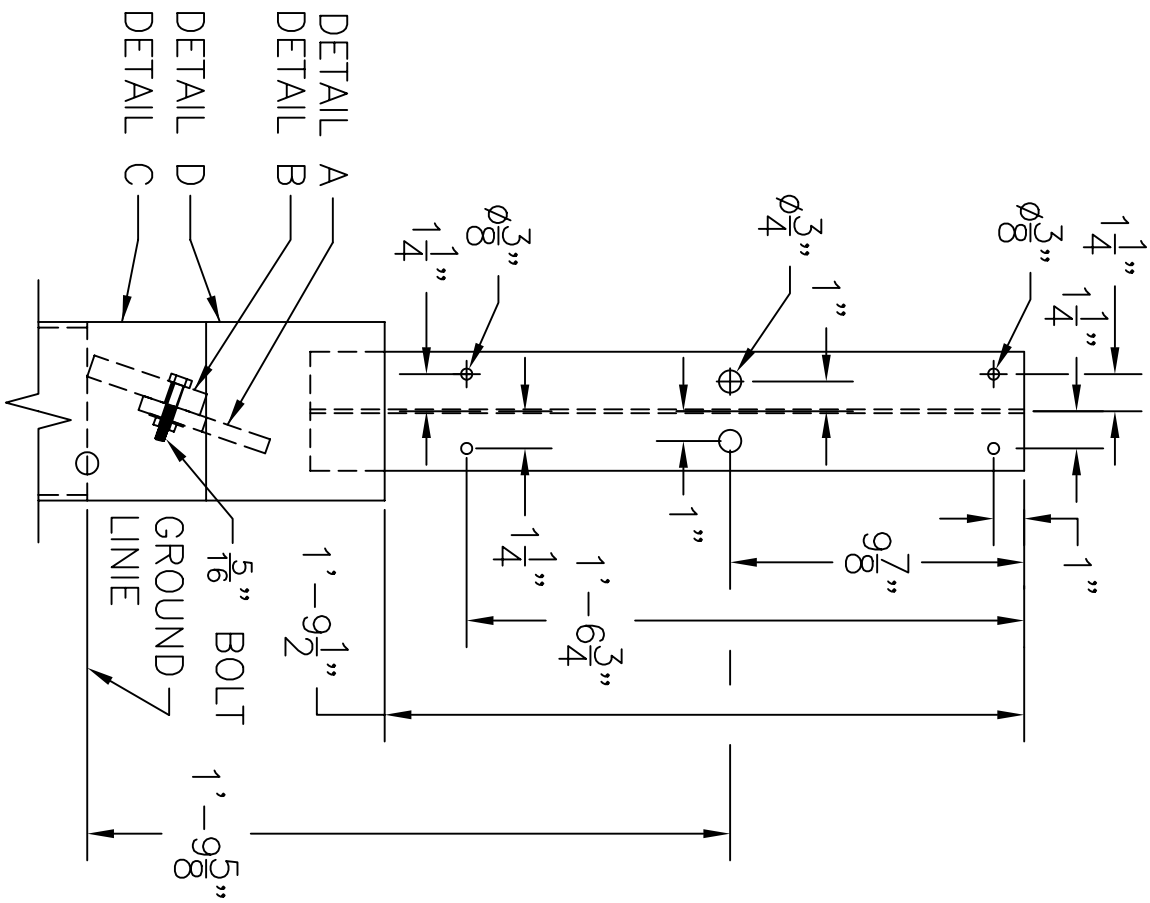 1 1/4”
1 1/4”
1”
ø3/8”
9 7/8”
1”
ø3/4”
1”
1’-6 3/4”
1 1/4”
ø3/8”
1 1/4”
DETAIL A
DETAIL B
DETAIL D
DETAIL C
1’-9 1/2”
5/16” BOLT
GROUND
LINIE
1’-9 5/8”